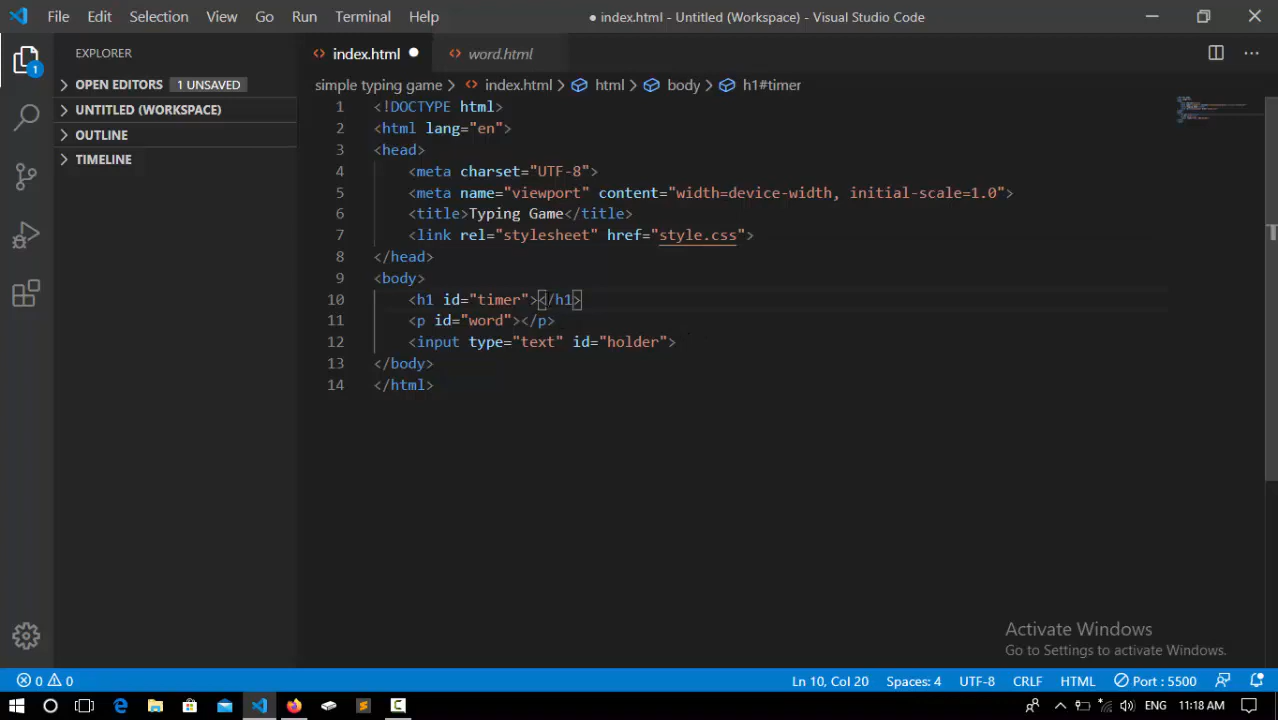 File Edit Selection View Go Run Terminal Help ● index.html - Untitled (Workspace) - Visual Studio Code
EXPLORER
OPEN EDITORS 1 UNSAVED
UNTITLED (WORKSPACE)
OUTLINE
TIMELINE
1
index.html ● word.html
simple typing game > index.html > html > body > h1#timer
1 <!DOCTYPE html>
2 <html lang="en">
3 <head>
4 <meta charset="UTF-8">
5 <meta name="viewport" content="width=device-width, initial-scale=1.0">
6 <title>Typing Game</title>
7 <link rel="stylesheet" href="style.css">
8 </head>
9 <body>
10 <h1 id="timer"></h1>
11 <p id="word"></p>
12 <input type="text" id="holder">
13 </body>
14 </html>
Activate Windows
Go to Settings to activate Windows.
0 0 Ln 10, Col 20 Spaces: 4 UTF-8 CRLF HTML Port : 5500
ENG 11:18 AM